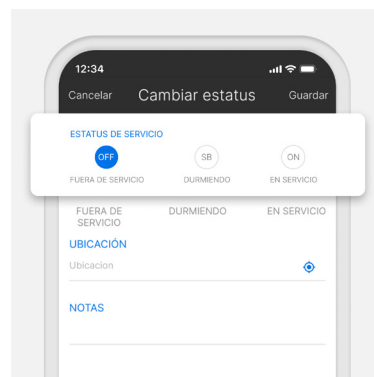 12:34
Cancelar Cambiar estatus Guardar
ESTATUS DE SERVICIO
OFF SB ON
FUERA DE SERVICIO DURMIENDO EN SERVICIO
FUERA DE DURMIENDO EN SERVICIO
SERVICIO
UBICACIÓN
Ubicacion
NOTAS